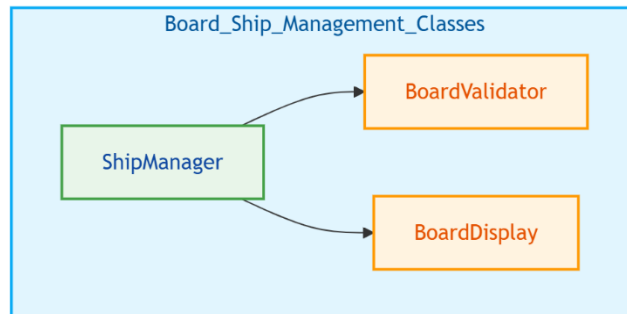 Board_Ship_Management_Classes
BoardValidator
ShipManager
BoardDisplay